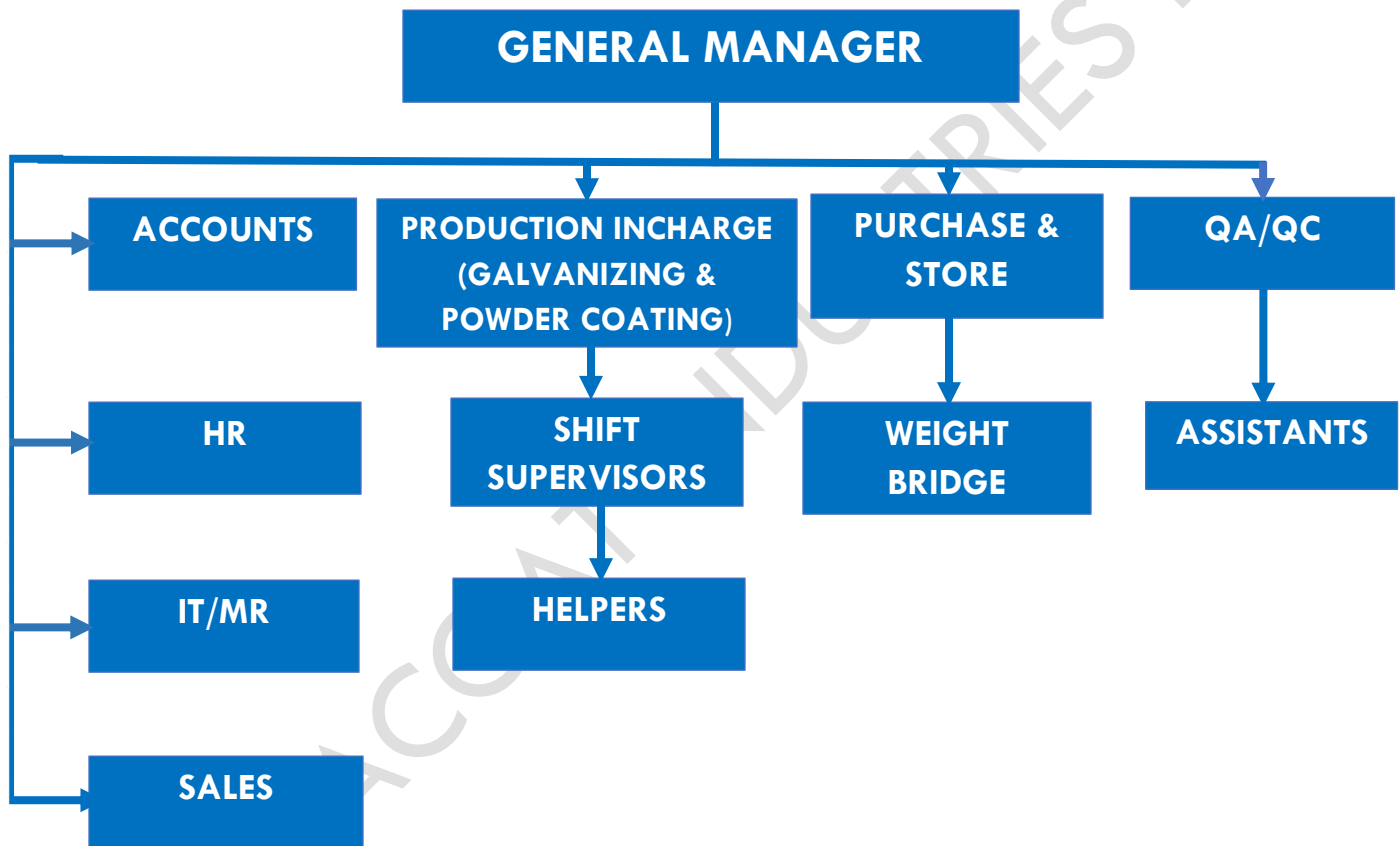 GENERAL MANAGER
ACCOUNTS
PRODUCTION INCHARGE
(GALVANIZING &
POWDER COATING)
PURCHASE &
STORE
QA/QC
HR
SHIFT
SUPERVISORS
WEIGHT
BRIDGE
ASSISTANTS
IT/MR
HELPERS
SALES